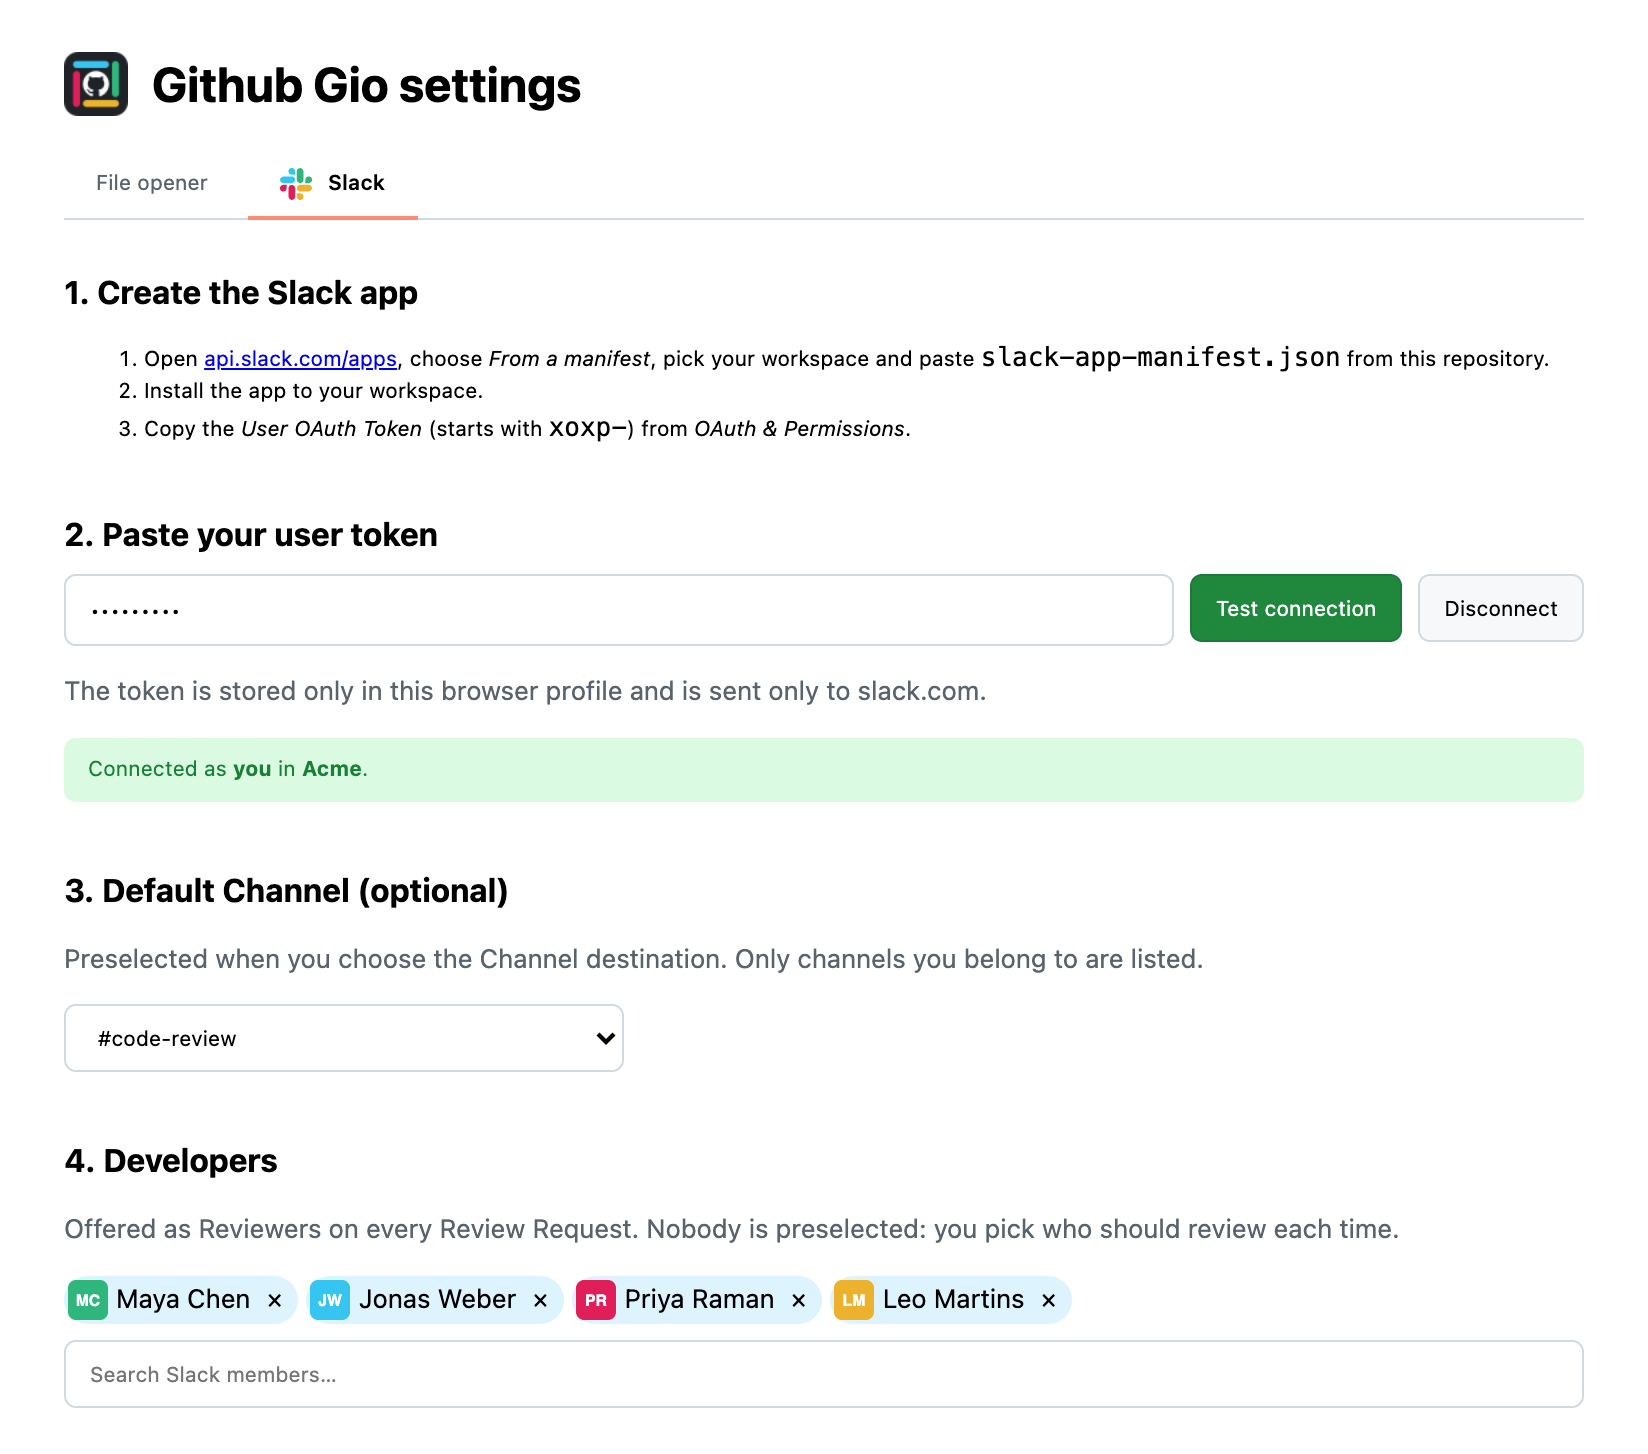 Github Gio settings
File opener
Slack
1. Create the Slack app
1. Open api.slack.com/apps, choose From a manifest, pick your workspace and paste slack-app-manifest.json from this repository.
2. Install the app to your workspace.
3. Copy the User OAuth Token (starts with xoxp-) from OAuth & Permissions.
2. Paste your user token
•••••••••
Test connection
Disconnect
The token is stored only in this browser profile and is sent only to slack.com.
Connected as you in Acme.
3. Default Channel (optional)
Preselected when you choose the Channel destination. Only channels you belong to are listed.
#code-review
4. Developers
Offered as Reviewers on every Review Request. Nobody is preselected: you pick who should review each time.
MC Maya Chen × JW Jonas Weber × PR Priya Raman × LM Leo Martins ×
Search Slack members…